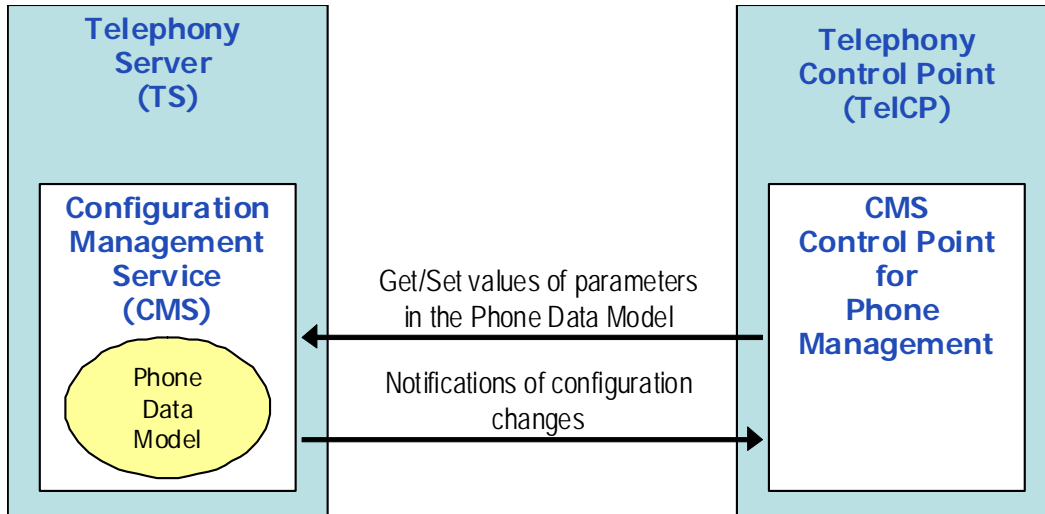 Telephony
Server
(TS)
Telephony
Control Point
(TelCP)
Configuration
Management
Service
(CMS)
Phone
Data
Model
Get/Set values of parameters
in the Phone Data Model
Notifications of configuration
changes
CMS
Control Point
for
Phone
Management